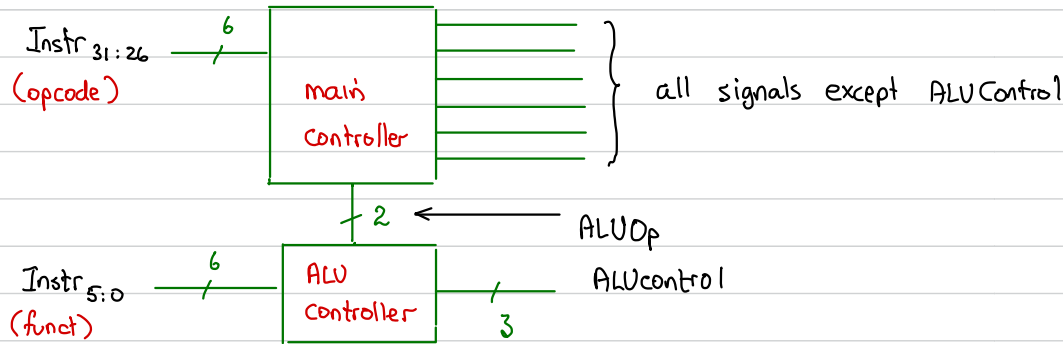 6
Instr 31:26
(opcode)
main
controller
all signals except ALUControl
2
ALUOp
6
Instr 5:0
(funct)
ALU
controller
ALUcontrol
3